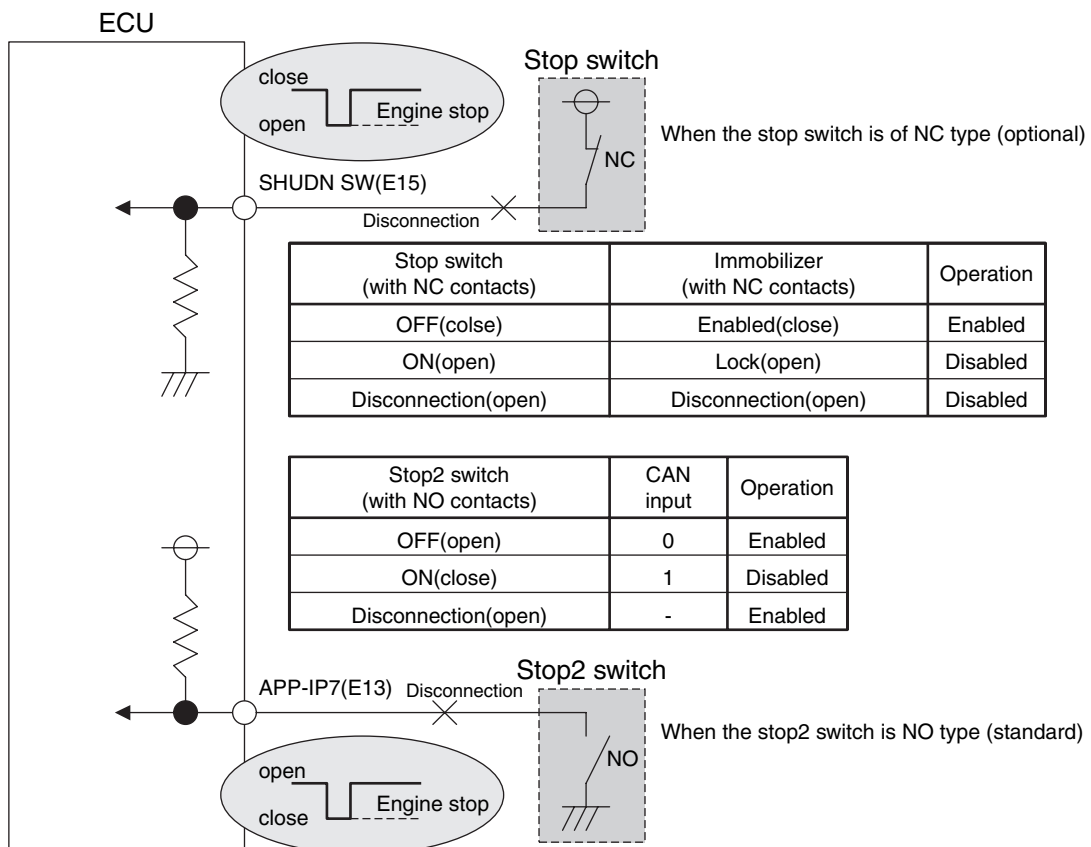 ECU
close
open
Engine stop
Stop switch
NC
When the stop switch is of NC type (optional)
SHUDN SW(E15)
Disconnection
Stop switch
(with NC contacts)
Immobilizer
(with NC contacts)
Operation
OFF(colse)
Enabled(close)
Enabled
ON(open)
Lock(open)
Disabled
Disconnection(open)
Disconnection(open)
Disabled
Stop2 switch
(with NO contacts)
CAN
input
Operation
OFF(open)
0
Enabled
ON(close)
1
Disabled
Disconnection(open)
-
Enabled
APP-IP7(E13)
Disconnection
Stop2 switch
NO
When the stop2 switch is NO type (standard)
open
close
Engine stop